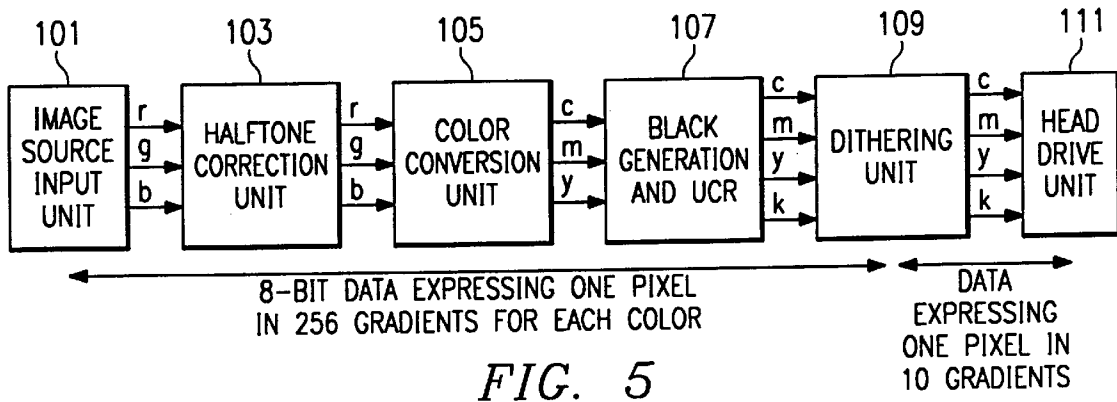 101
103
105
107
109
111
IMAGE
SOURCE
INPUT
UNIT
r
g
b
HALFTONE
CORRECTION
UNIT
r
g
b
COLOR
CONVERSION
UNIT
c
m
y
BLACK
GENERATION
AND UCR
c
m
y
k
DITHERING
UNIT
c
m
y
k
HEAD
DRIVE
UNIT
8-BIT DATA EXPRESSING ONE PIXEL
IN 256 GRADIENTS FOR EACH COLOR
DATA
EXPRESSING
ONE PIXEL IN
10 GRADIENTS
FIG. 5